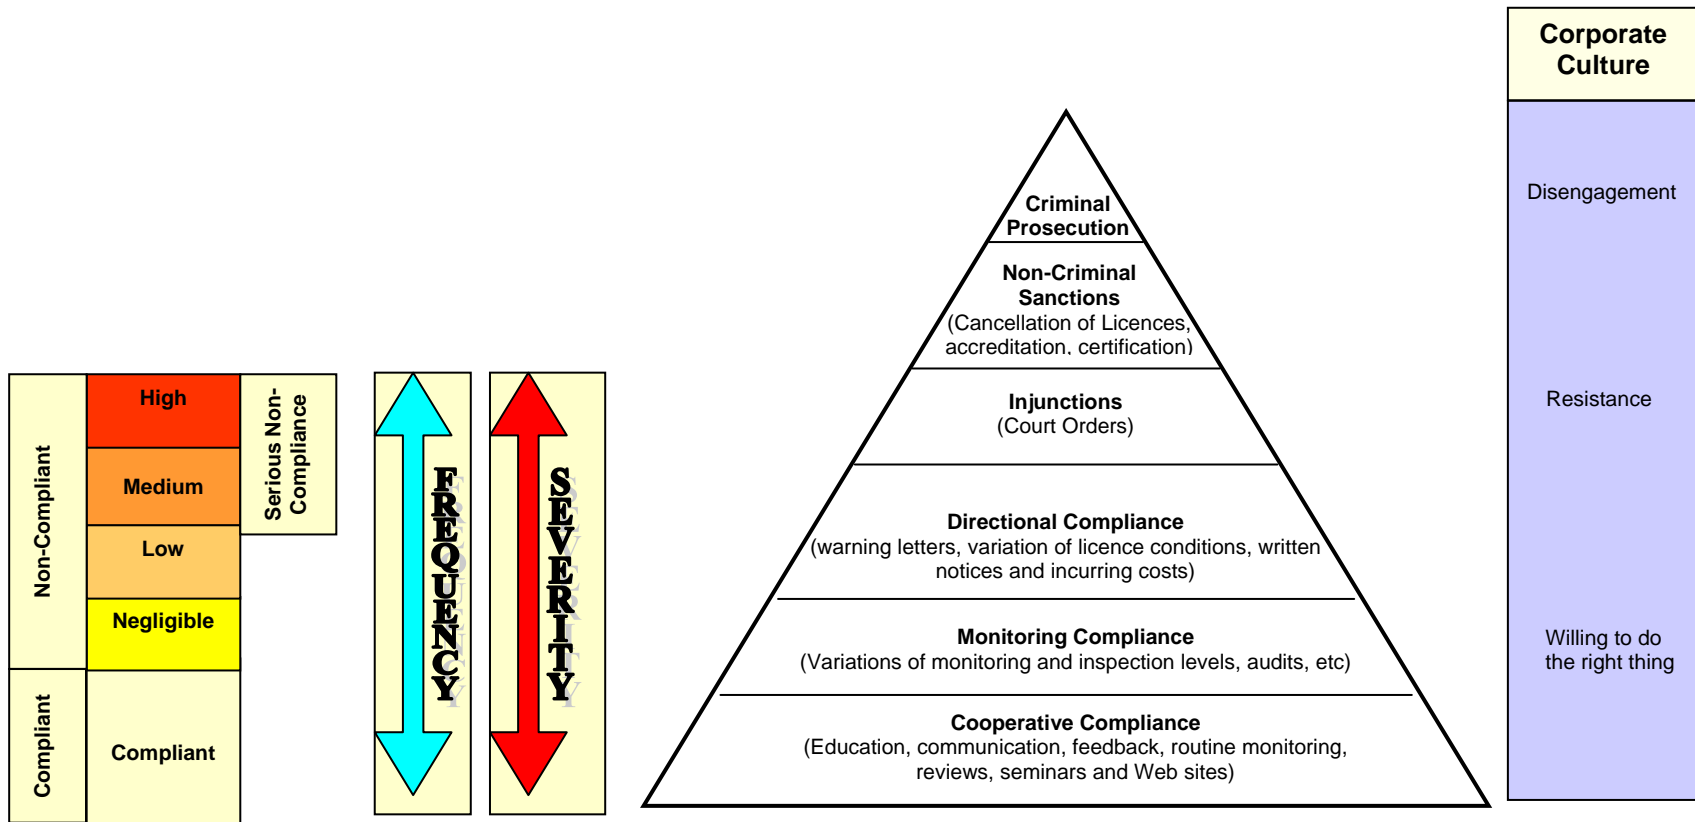 Non-Compliant
Compliant
High
Medium
Low
Negligible
Compliant
Serious Non-
Compliance
FREQUENCY
SEVERITY
Criminal
Prosecution
Non-Criminal
Sanctions
(Cancellation of Licences,
accreditation, certification)
Injunctions
(Court Orders)
Directional Compliance
(warning letters, variation of licence conditions, written
notices and incurring costs)
Monitoring Compliance
(Variations of monitoring and inspection levels, audits, etc)
Cooperative Compliance
(Education, communication, feedback, routine monitoring,
reviews, seminars and Web sites)
Corporate
Culture
Disengagement
Resistance
Willing to do
the right thing